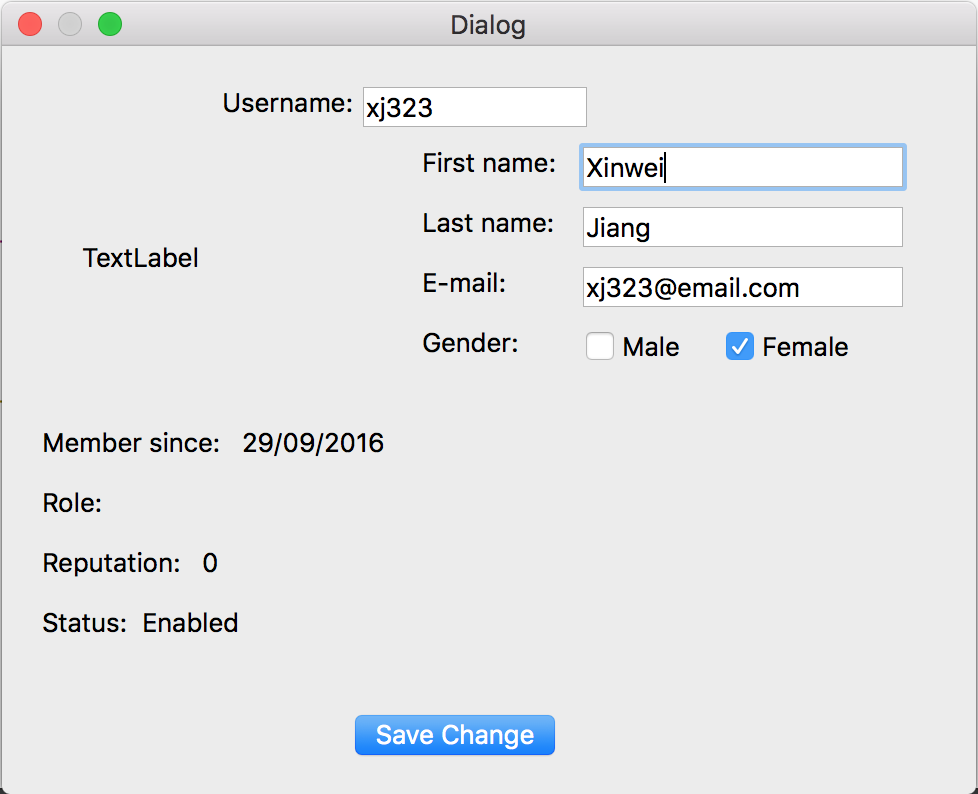 Dialog
Username: xj323
First name: Xinwei
Last name: Jiang
TextLabel
E-mail: xj323@email.com
Gender: Male Female
Member since: 29/09/2016
Role:
Reputation: 0
Status: Enabled
Save Change